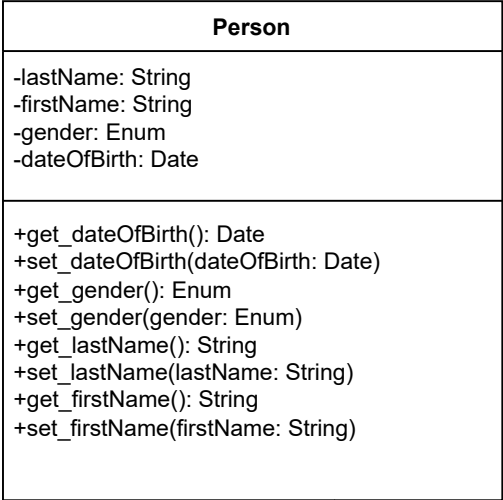 Person
-lastName: String
-firstName: String
-gender: Enum
-dateOfBirth: Date
+get_dateOfBirth(): Date
+set_dateOfBirth(dateOfBirth: Date)
+get_gender(): Enum
+set_gender(gender: Enum)
+get_lastName(): String
+set_lastName(lastName: String)
+get_firstName(): String
+set_firstName(firstName: String)